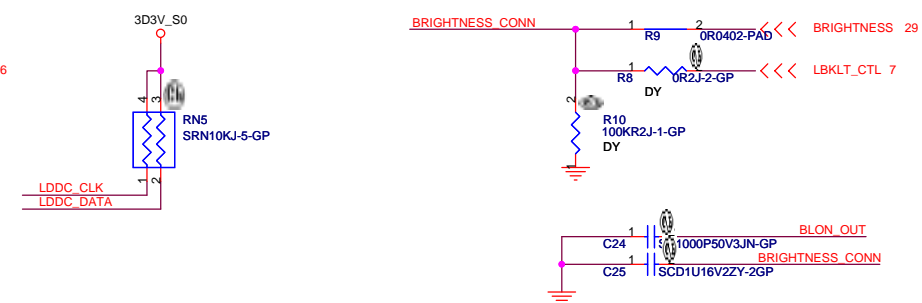 3D3V_S0
6
4
3
RN5
SRN10KJ-5-GP
1
2
LDDC_CLK
LDDC_DATA
BRIGHTNESS_CONN
1
R9
2
0R0402-PAD
BRIGHTNESS 29
1
R8
0R2J-2-GP
DY
LBKLT_CTL 7
2
R10
100KR2J-1-GP
DY
1
1
C24
1000P50V3JN-GP
BLON_OUT
1
C25
SCD1U16V2ZY-2GP
BRIGHTNESS_CONN